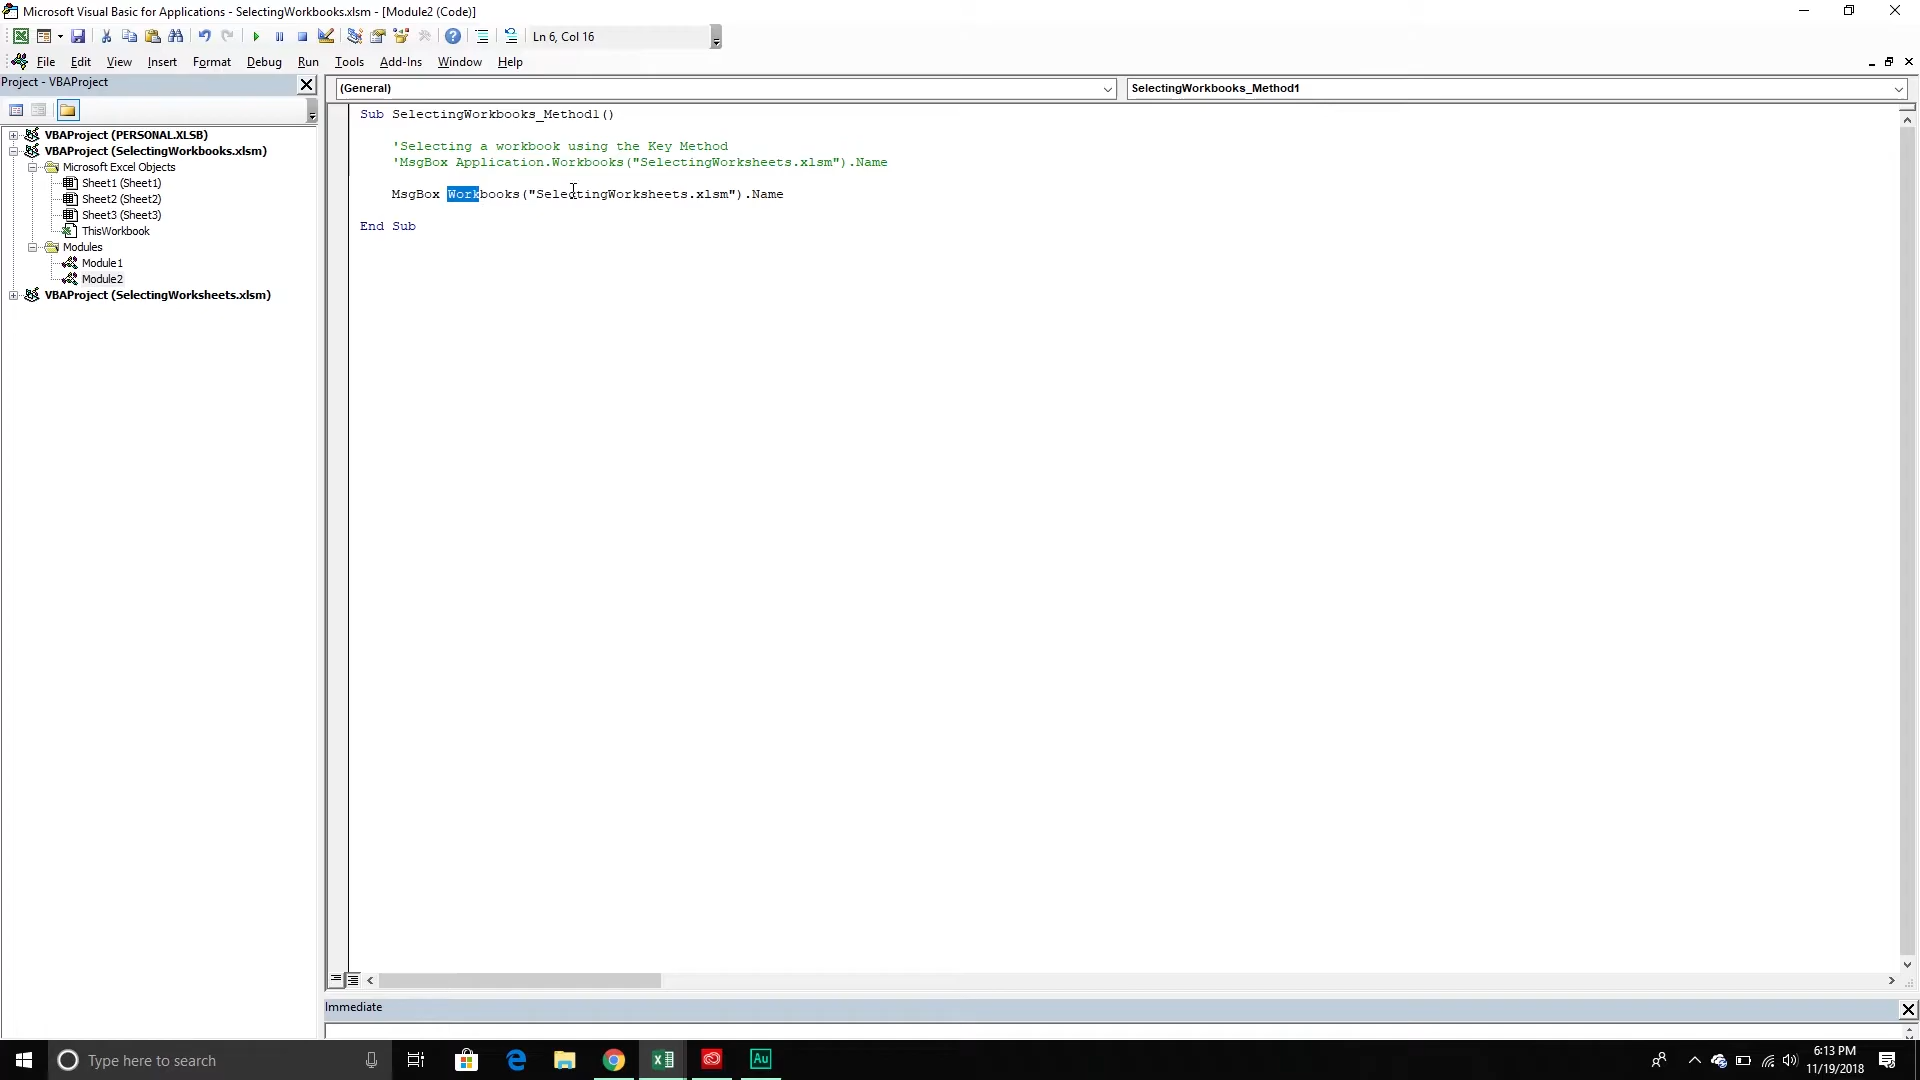 Microsoft Visual Basic for Applications - SelectingWorkbooks.xlsm - [Module2 (Code)]
Ln 6, Col 16
File Edit View Insert Format Debug Run Tools Add-Ins Window Help
Project - VBAProject
(General)
SelectingWorkbooks_Method1
VBAProject (PERSONAL.XLSB)
VBAProject (SelectingWorkbooks.xlsm)
Microsoft Excel Objects
Sheet1 (Sheet1)
Sheet2 (Sheet2)
Sheet3 (Sheet3)
ThisWorkbook
Modules
Module1
Module2
VBAProject (SelectingWorksheets.xlsm)
Sub SelectingWorkbooks_Method1()
'Selecting a workbook using the Key Method
'MsgBox Application.Workbooks("SelectingWorksheets.xlsm").Name
MsgBox Workbooks("SelectingWorksheets.xlsm").Name
End Sub
Immediate
Type here to search
Au
6:13 PM
11/19/2018